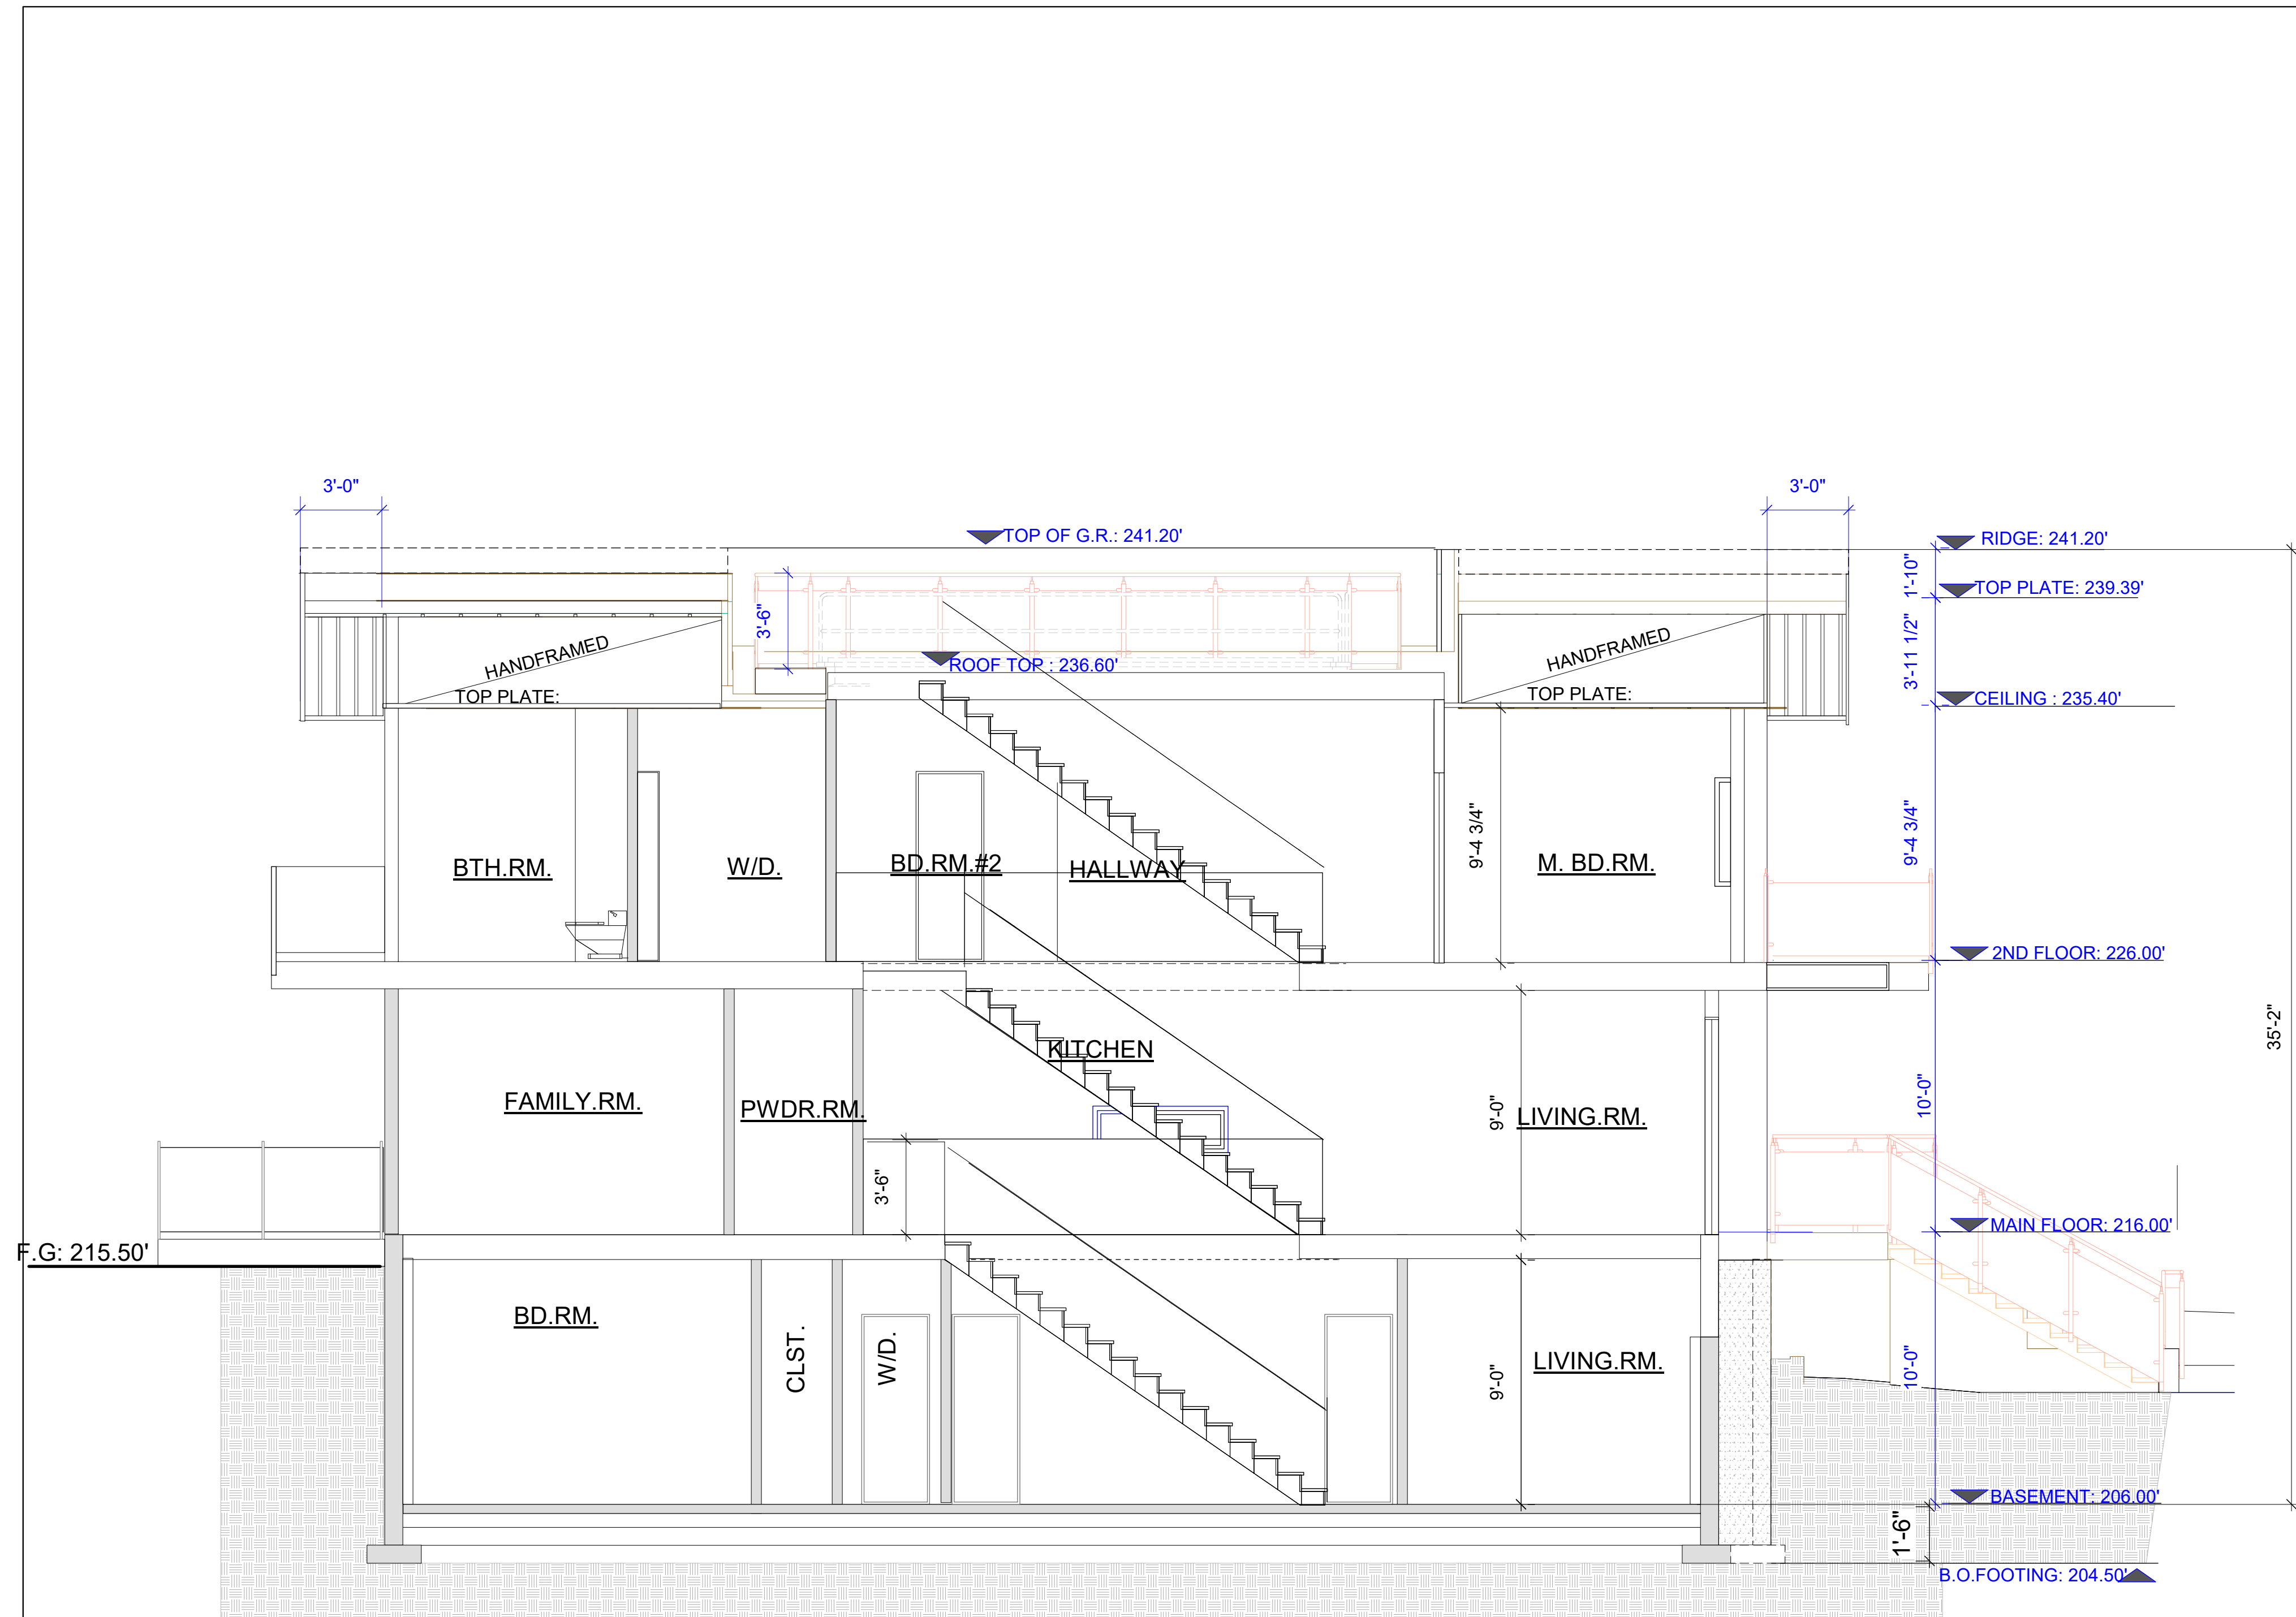 3'-0"
3'-0"
TOP OF G.R.: 241.20'
RIDGE: 241.20'
1'-10"
TOP PLATE: 239.39'
3'-6"
HANDFRAMED
HANDFRAMED
3'-11 1/2"
ROOF TOP : 236.60'
TOP PLATE:
TOP PLATE:
CEILING : 235.40'
9'-4 3/4"
9'-4 3/4"
BTH.RM.
W/D.
BD.RM.#2
HALLWAY
M. BD.RM.
2ND FLOOR: 226.00'
35'-2"
KITCHEN
10'-0"
FAMILY.RM.
PWDR.RM.
9'-0"
LIVING.RM.
3'-6"
MAIN FLOOR: 216.00'
F.G: 215.50'
BD.RM.
CLST.
W/D.
9'-0"
LIVING.RM.
10'-0"
BASEMENT: 206.00'
1'-6"
B.O.FOOTING: 204.50'